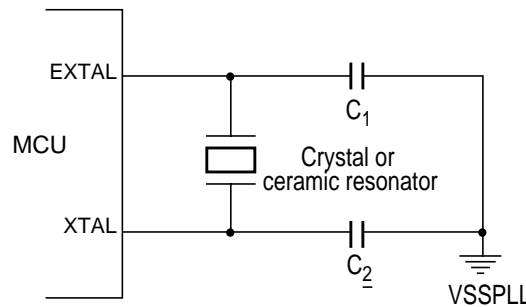 EXTAL
C1
MCU
Crystal or
ceramic resonator
XTAL
C2
VSSPLL